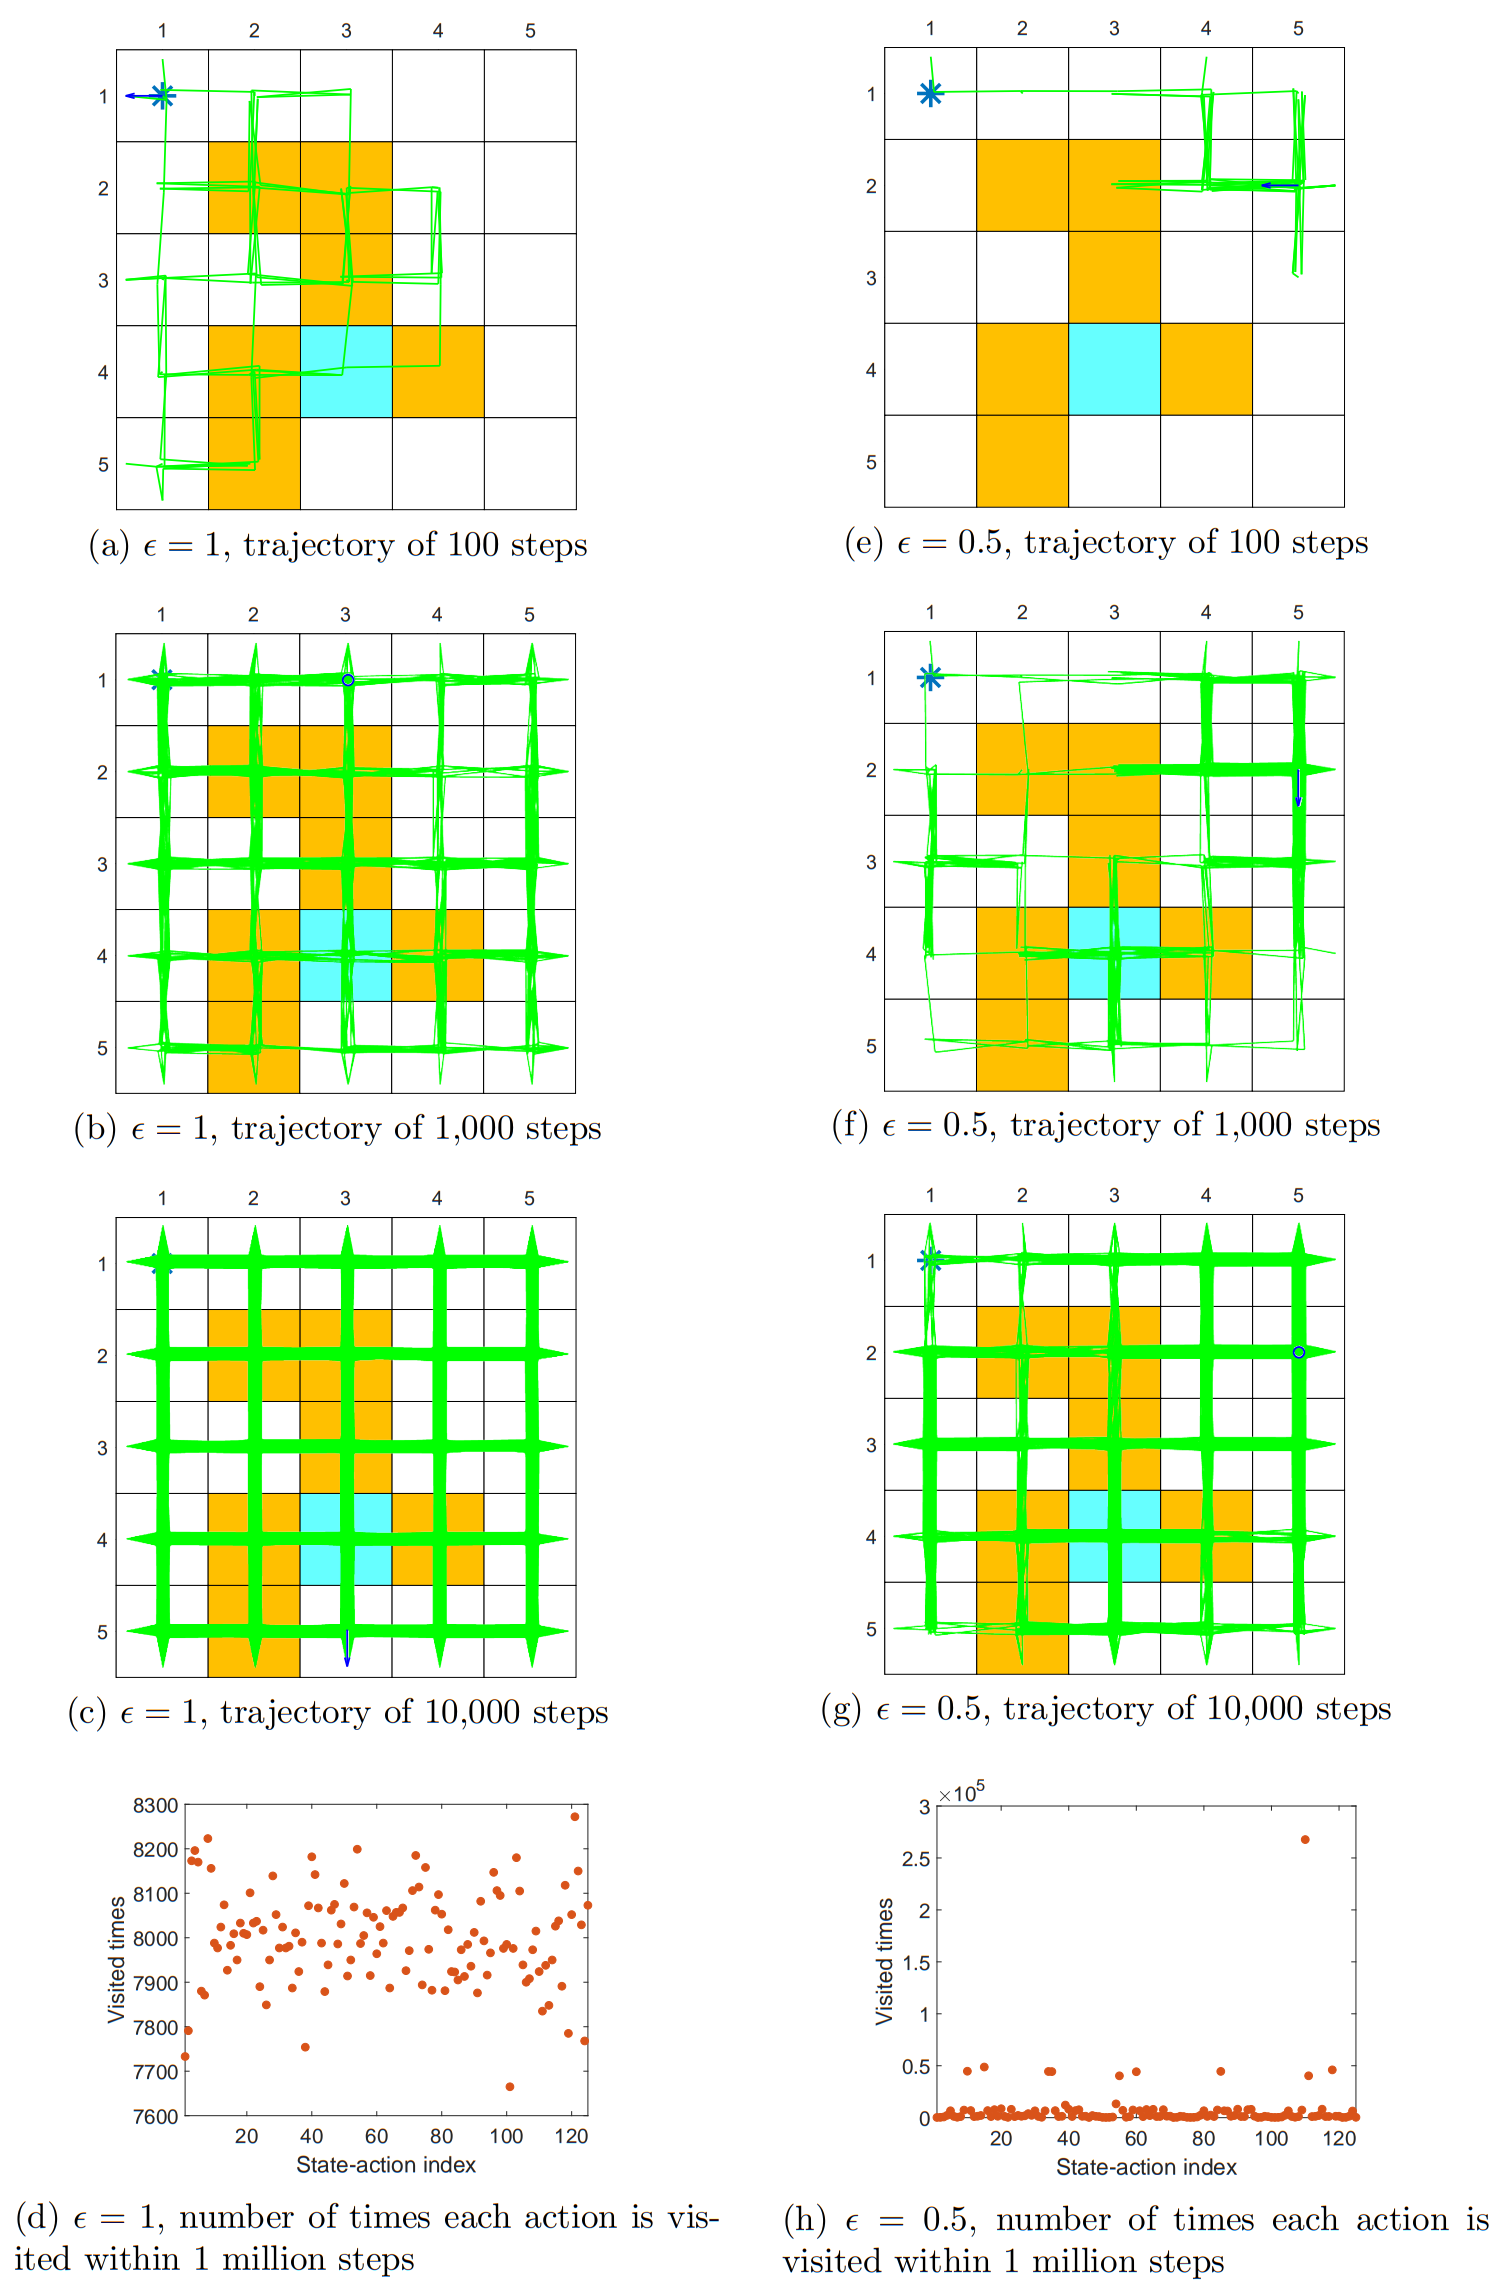 1 2 3 4 5
1
2
3
4
5
(a) ϵ = 1, trajectory of 100 steps
1 2 3 4 5
1
2
3
4
5
(e) ϵ = 0.5, trajectory of 100 steps
1 2 3 4 5
1
2
3
4
5
(b) ϵ = 1, trajectory of 1,000 steps
1 2 3 4 5
1
2
3
4
5
(f) ϵ = 0.5, trajectory of 1,000 steps
1 2 3 4 5
1
2
3
4
5
(c) ϵ = 1, trajectory of 10,000 steps
1 2 3 4 5
1
2
3
4
5
(g) ϵ = 0.5, trajectory of 10,000 steps
8300
8200
8100
8000
7900
7800
7700
7600
Visited times
20 40 60 80 100 120
State-action index
(d) ϵ = 1, number of times each action is vis-
ited within 1 million steps
×10⁵
3
2.5
2
1.5
1
0.5
0
Visited times
20 40 60 80 100 120
State-action index
(h) ϵ = 0.5, number of times each action is
visited within 1 million steps